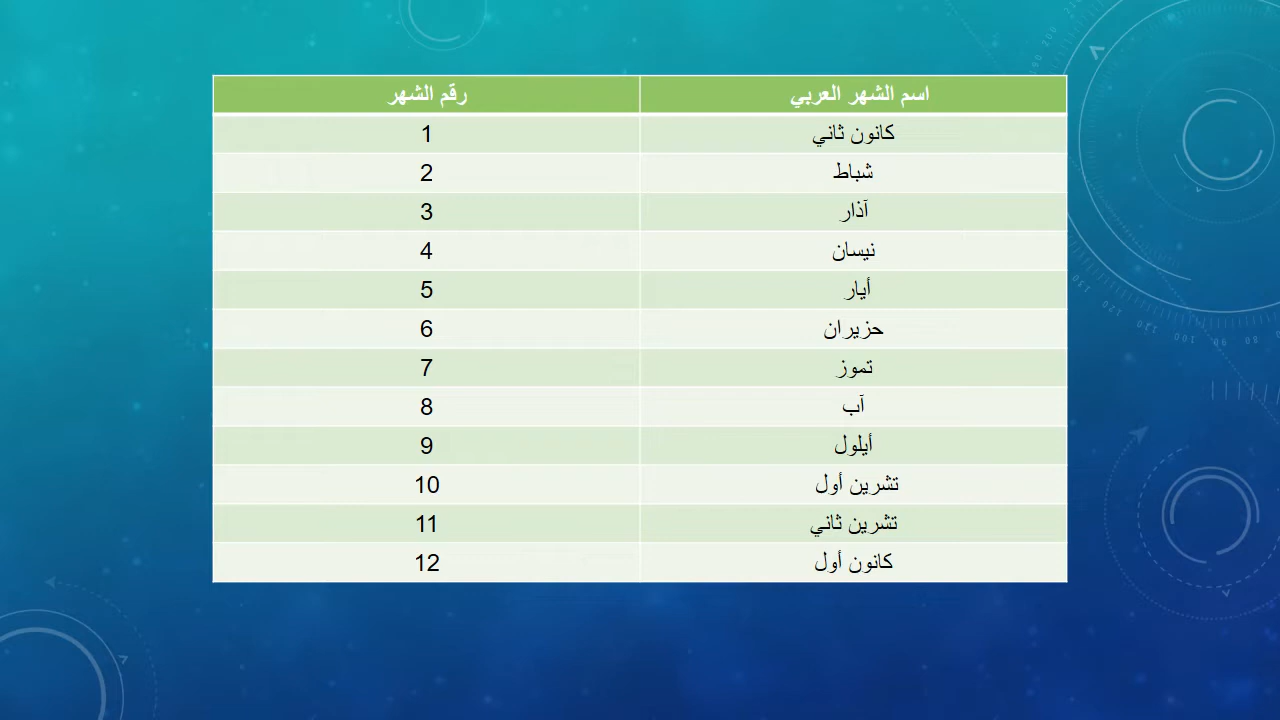 اسم الشهر العربي رقم الشهر
كانون ثاني 1
شباط 2
آذار 3
نيسان 4
أيار 5
حزيران 6
تموز 7
آب 8
أيلول 9
تشرين أول 10
تشرين ثاني 11
كانون أول 12